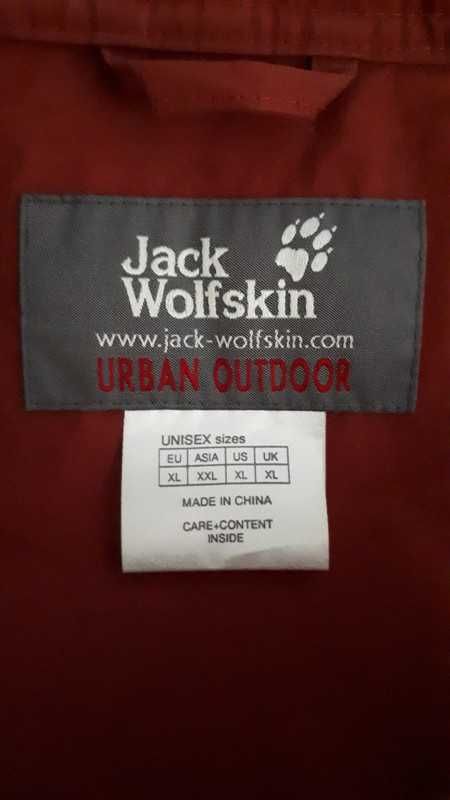 Jack
Wolfskin
www.jack-wolfskin.com
URBAN OUTDOOR
UNISEX sizes
EU ASIA US UK
XL XXL XL XL
MADE IN CHINA
CARE+CONTENT
INSIDE